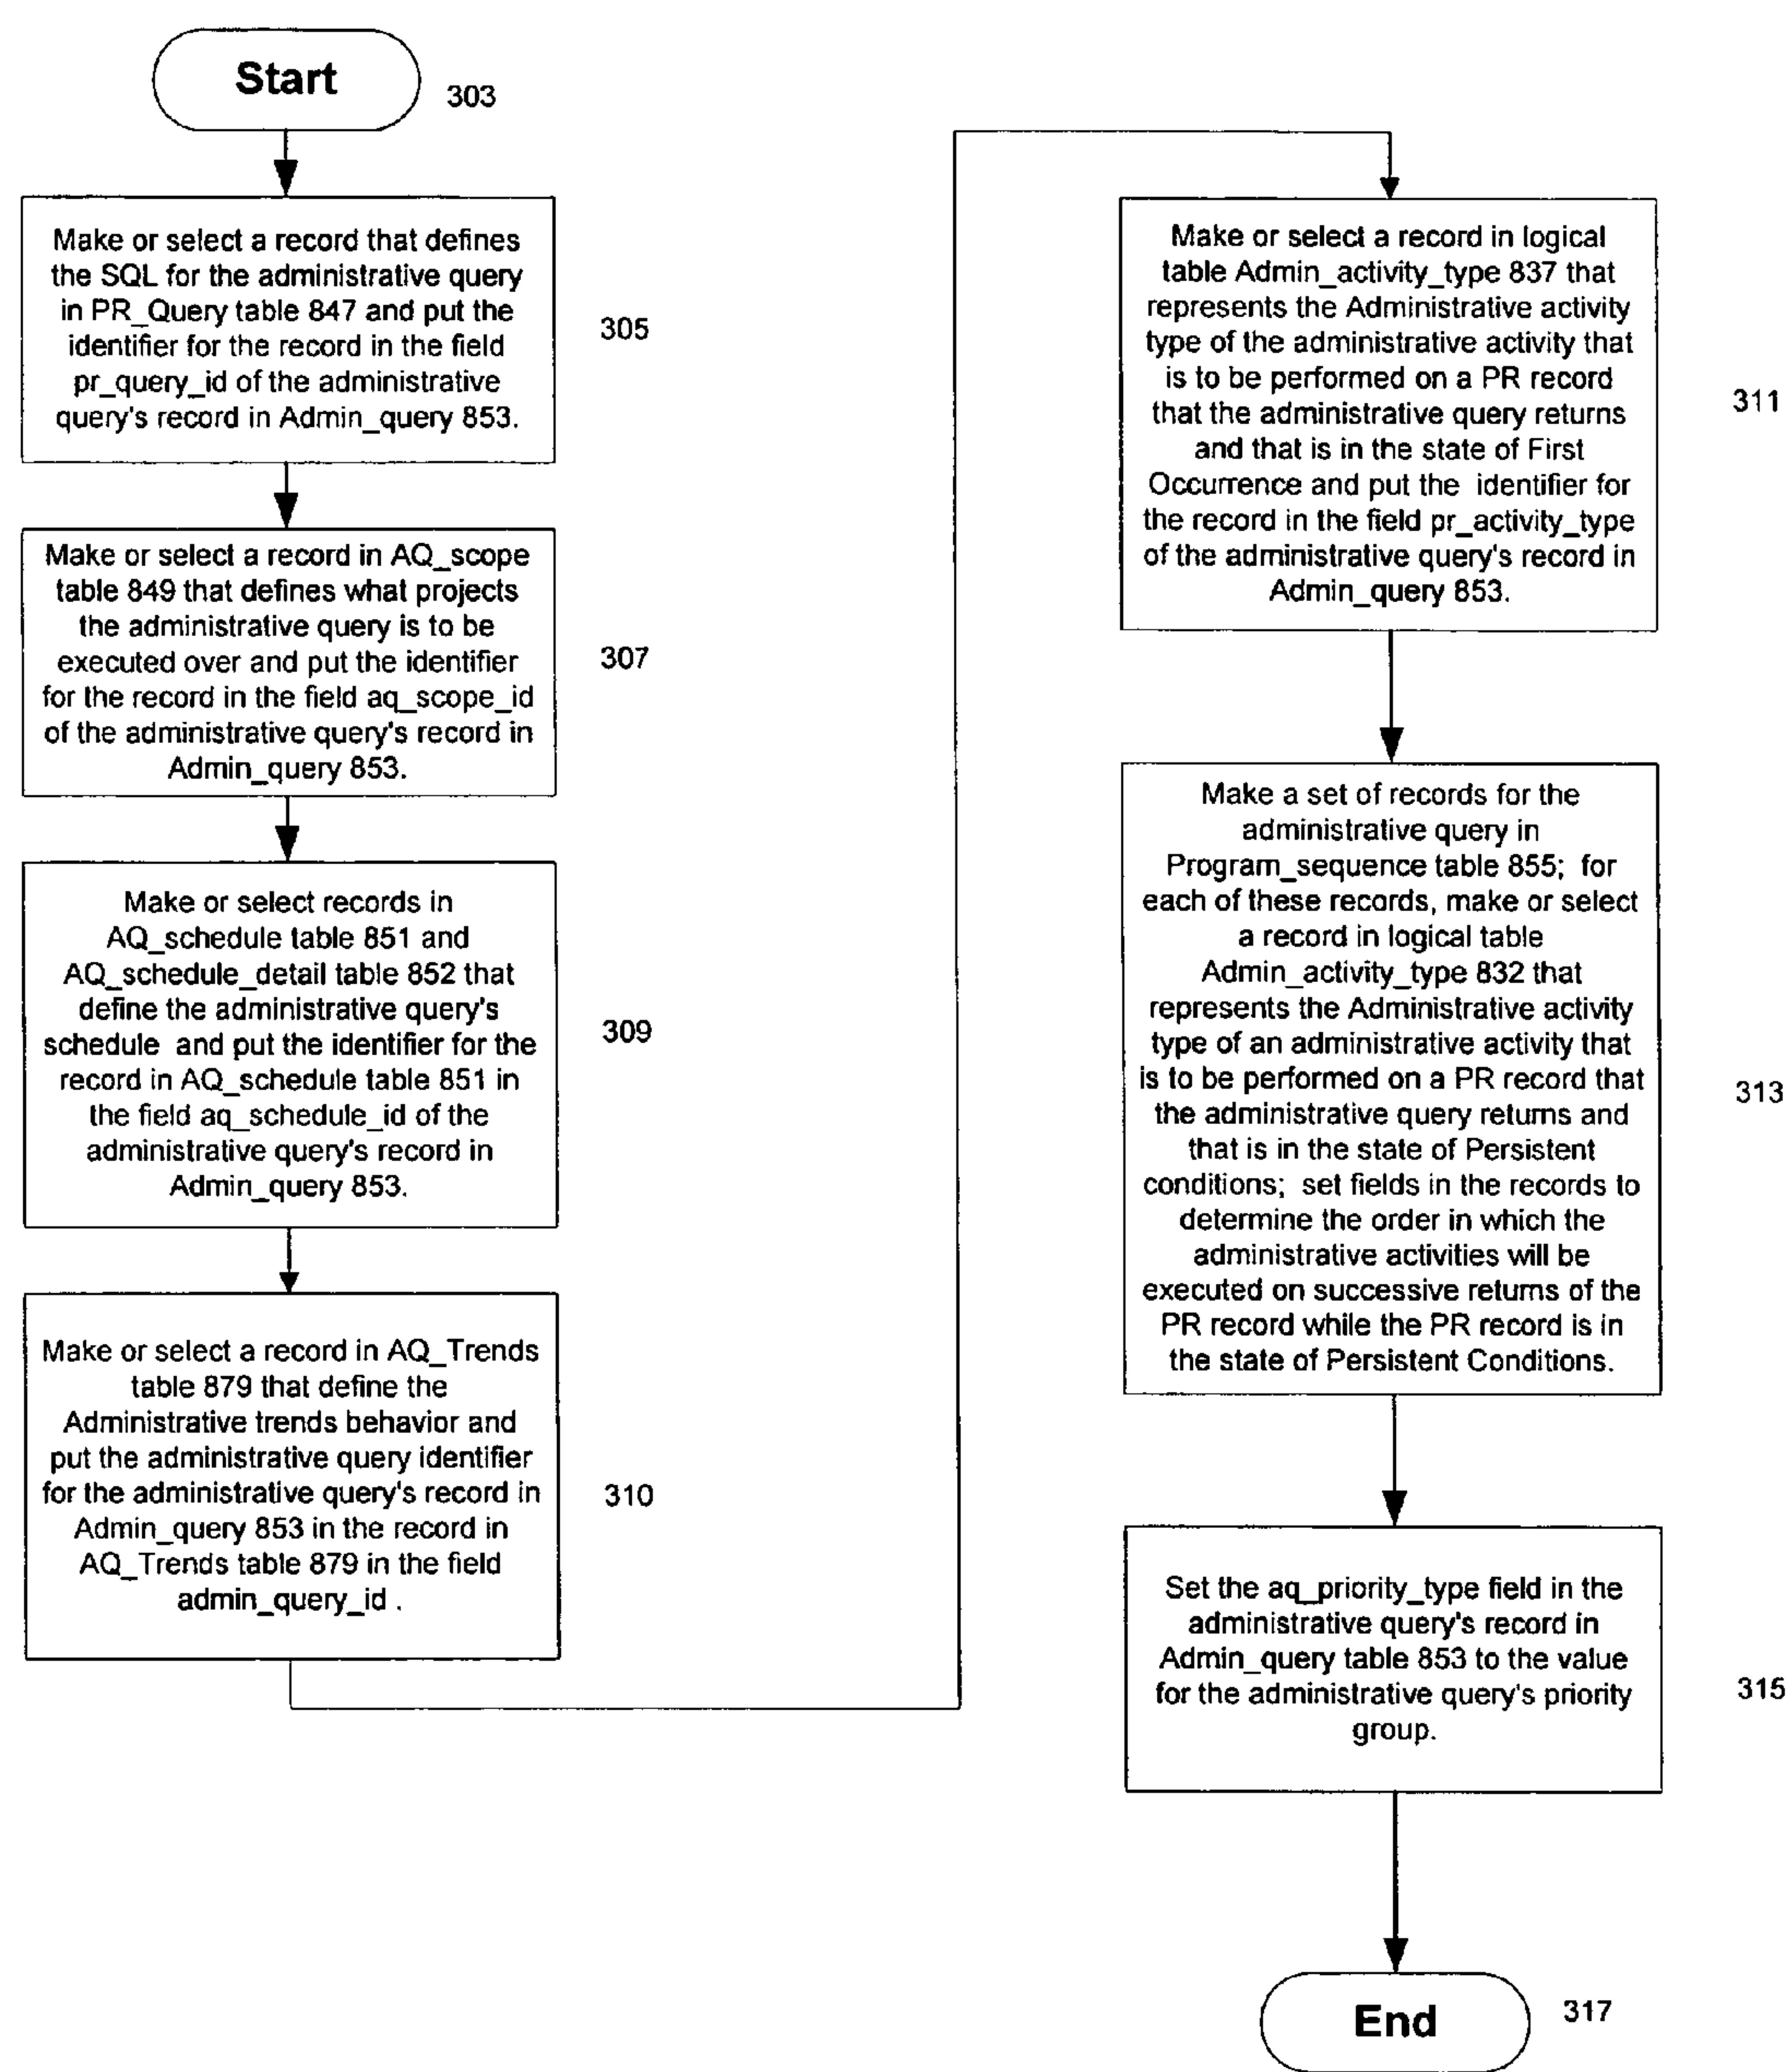 Start
303
Make or select a record that defines
the SQL for the administrative query
in PR_Query table 847 and put the
identifier for the record in the field
pr_query_id of the administrative
query's record in Admin_query 853.
305
Make or select a record in AQ_scope
table 849 that defines what projects
the administrative query is to be
executed over and put the identifier
for the record in the field aq_scope_id
of the administrative query's record in
Admin_query 853.
307
Make or select records in
AQ_schedule table 851 and
AQ_schedule_detail table 852 that
define the administrative query's
schedule and put the identifier for the
record in AQ_schedule table 851 in
the field aq_schedule_id of the
administrative query's record in
Admin_query 853.
309
Make or select a record in AQ_Trends
table 879 that define the
Administrative trends behavior and
put the administrative query identifier
for the administrative query's record in
Admin_query 853 in the record in
AQ_Trends table 879 in the field
admin_query_id .
310
Make or select a record in logical
table Admin_activity_type 837 that
represents the Administrative activity
type of the administrative activity that
is to be performed on a PR record
that the administrative query returns
and that is in the state of First
Occurrence and put the identifier for
the record in the field pr_activity_type
of the administrative query's record in
Admin_query 853.
311
Make a set of records for the
administrative query in
Program_sequence table 855; for
each of these records, make or select
a record in logical table
Admin_activity_type 832 that
represents the Administrative activity
type of an administrative activity that
is to be performed on a PR record that
the administrative query returns and
that is in the state of Persistent
conditions; set fields in the records to
determine the order in which the
administrative activities will be
executed on successive returns of the
PR record while the PR record is in
the state of Persistent Conditions.
313
Set the aq_priority_type field in the
administrative query's record in
Admin_query table 853 to the value
for the administrative query's priority
group.
315
End
317